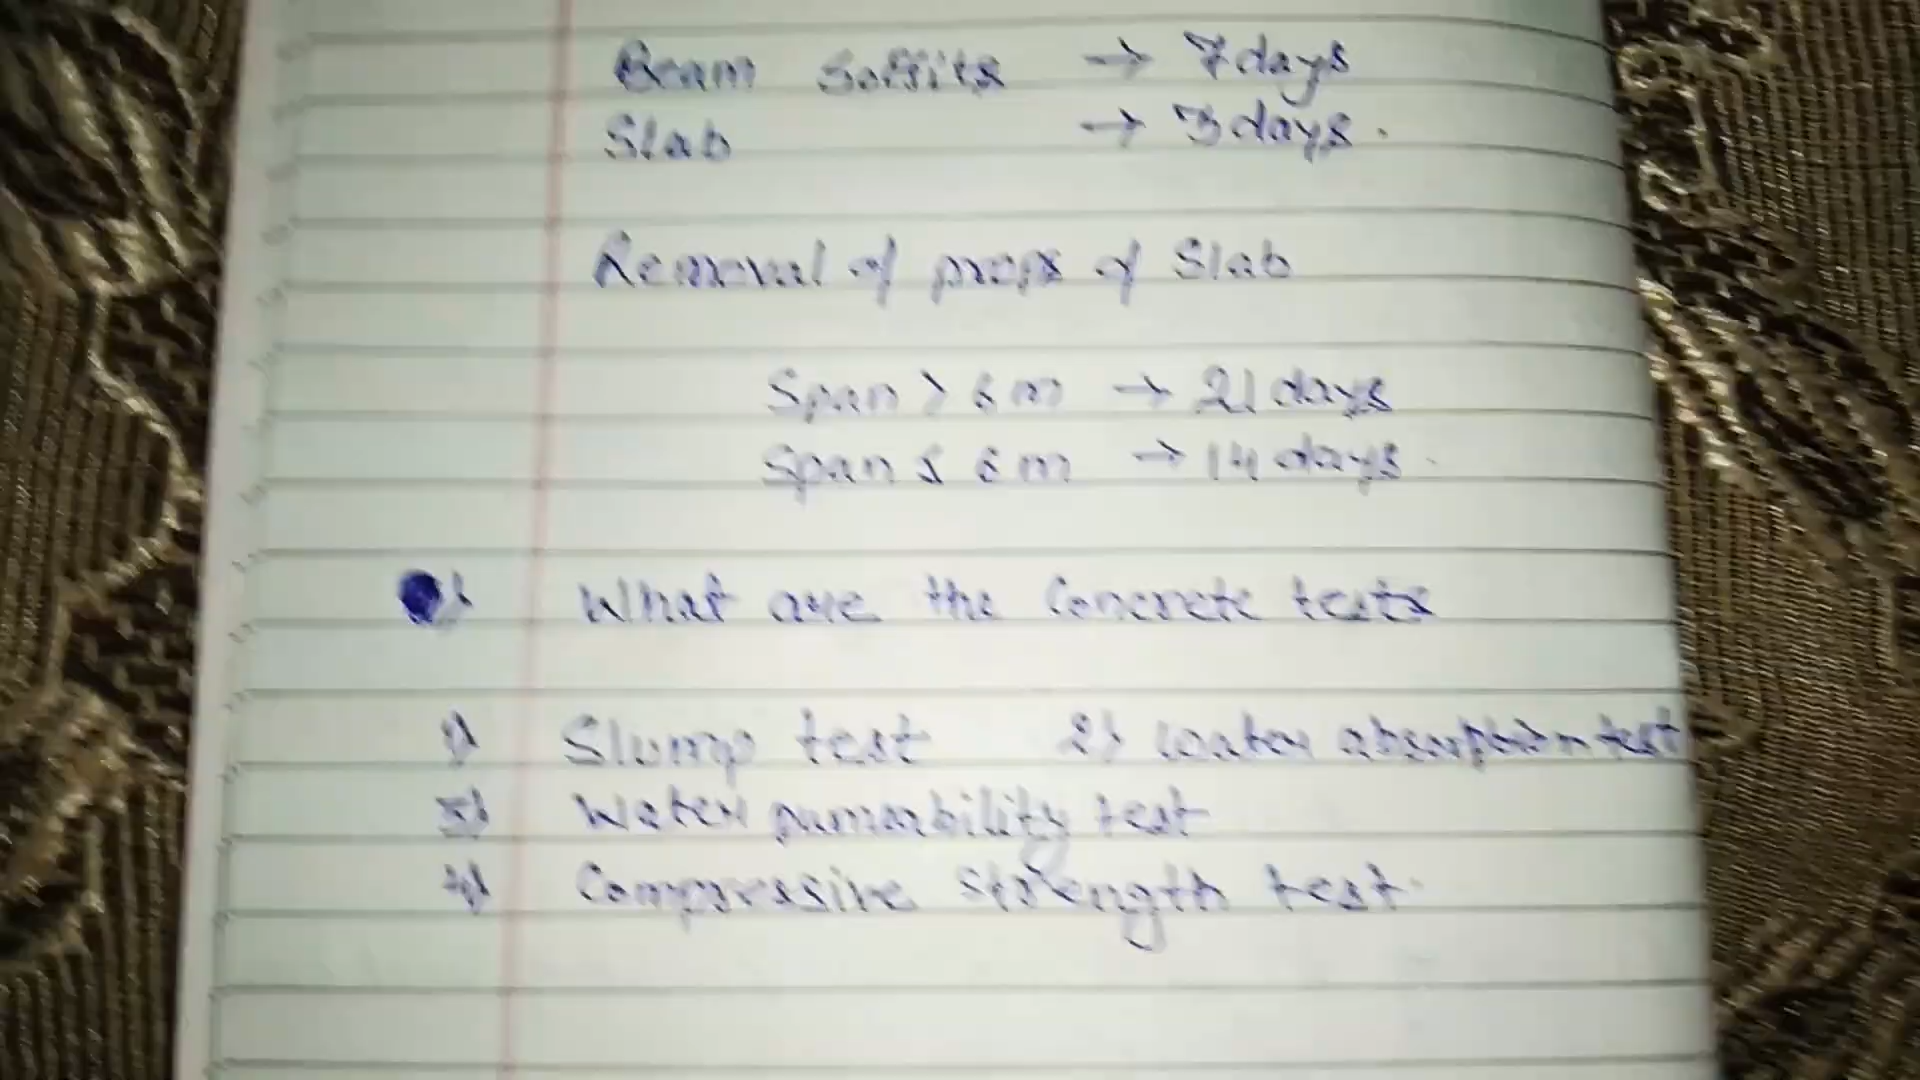 Beam Soffits → 7 days
Slab → 3 days.
Removal of props of Slab
Span > 6 m → 21 days
Span ≤ 6 m → 14 days.
What are the Concrete tests
1) Slump test 2) water absorption test
3) Water pumarbility test
4) Compressive strength test.